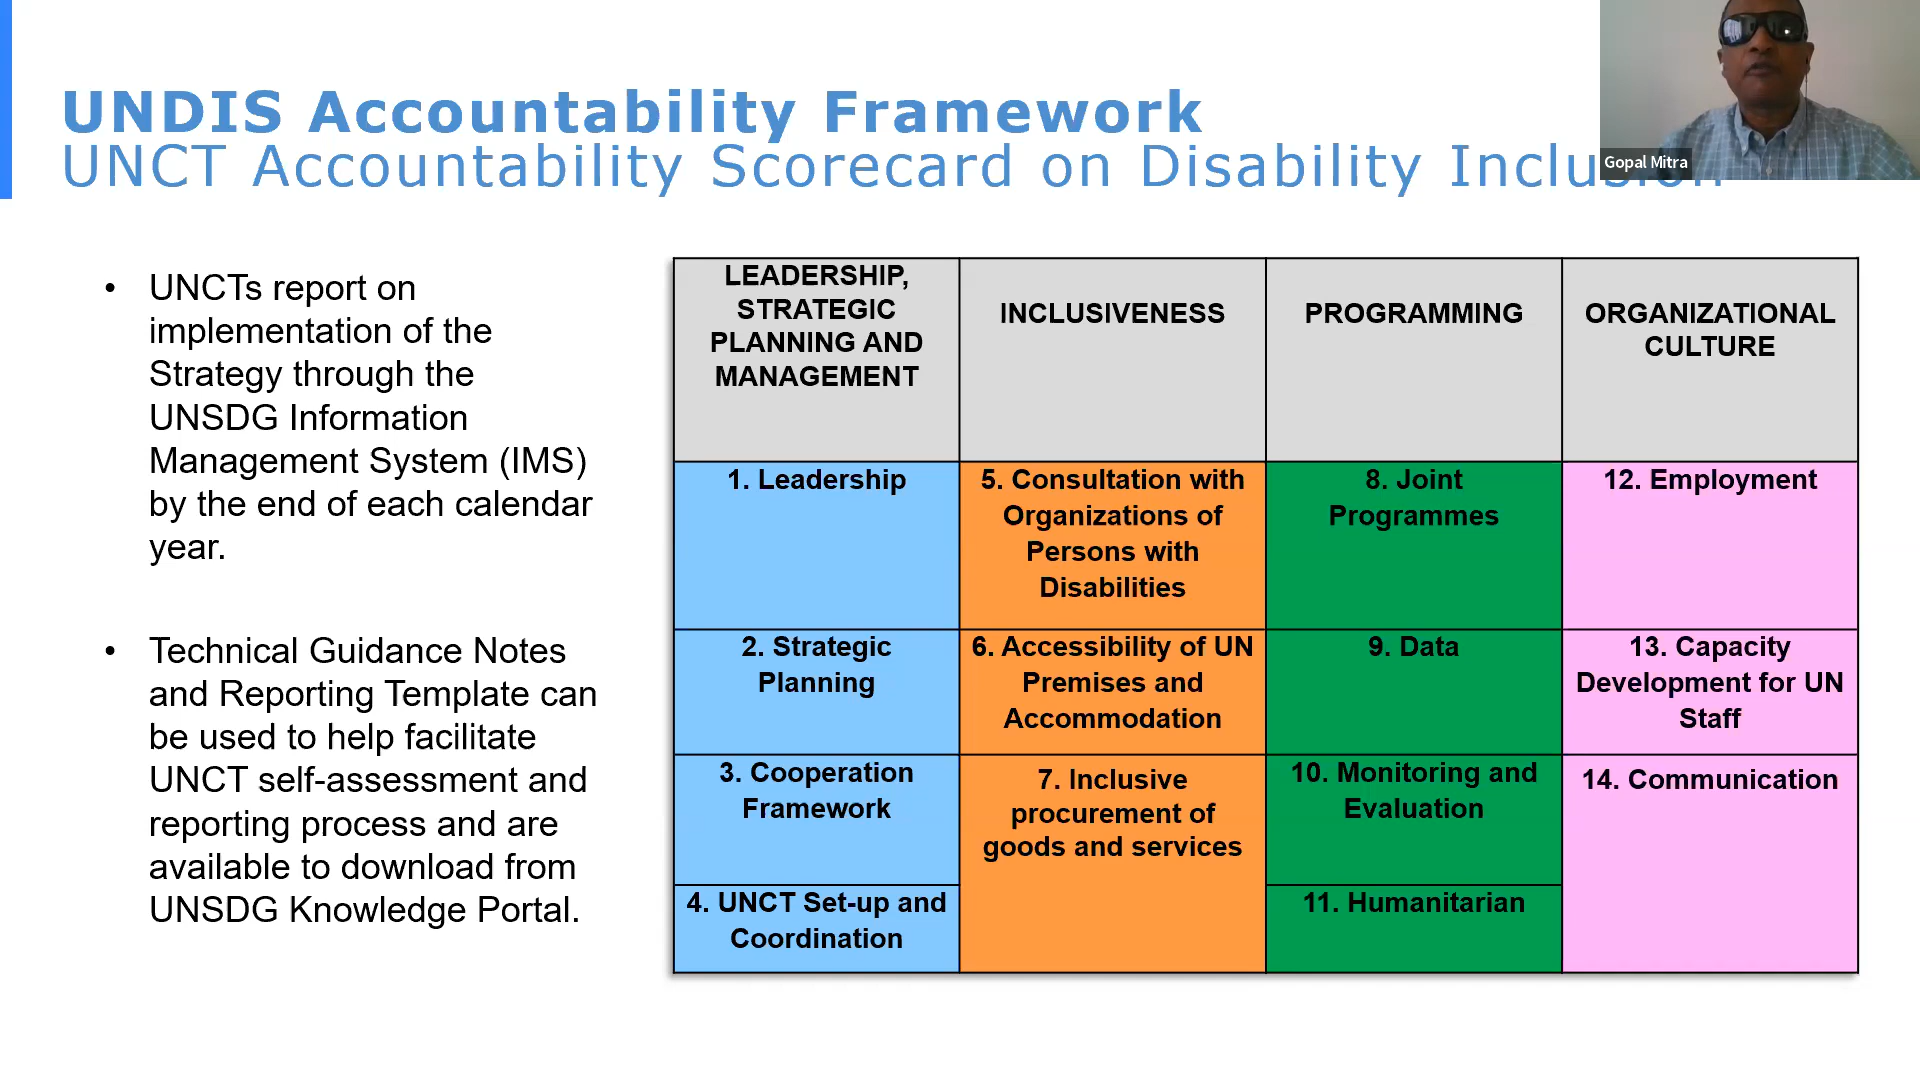 UNDIS Accountability Framework
UNCT Accountability Scorecard on Disability Inclusion
Gopal Mitra
• UNCTs report on
implementation of the
Strategy through the
UNSDG Information
Management System (IMS)
by the end of each calendar
year.
• Technical Guidance Notes
and Reporting Template can
be used to help facilitate
UNCT self-assessment and
reporting process and are
available to download from
UNSDG Knowledge Portal.
LEADERSHIP,
STRATEGIC
PLANNING AND
MANAGEMENT
INCLUSIVENESS
PROGRAMMING
ORGANIZATIONAL
CULTURE
1. Leadership
5. Consultation with
Organizations of
Persons with
Disabilities
8. Joint
Programmes
12. Employment
2. Strategic
Planning
6. Accessibility of UN
Premises and
Accommodation
9. Data
13. Capacity
Development for UN
Staff
3. Cooperation
Framework
7. Inclusive
procurement of
goods and services
10. Monitoring and
Evaluation
14. Communication
4. UNCT Set-up and
Coordination
11. Humanitarian